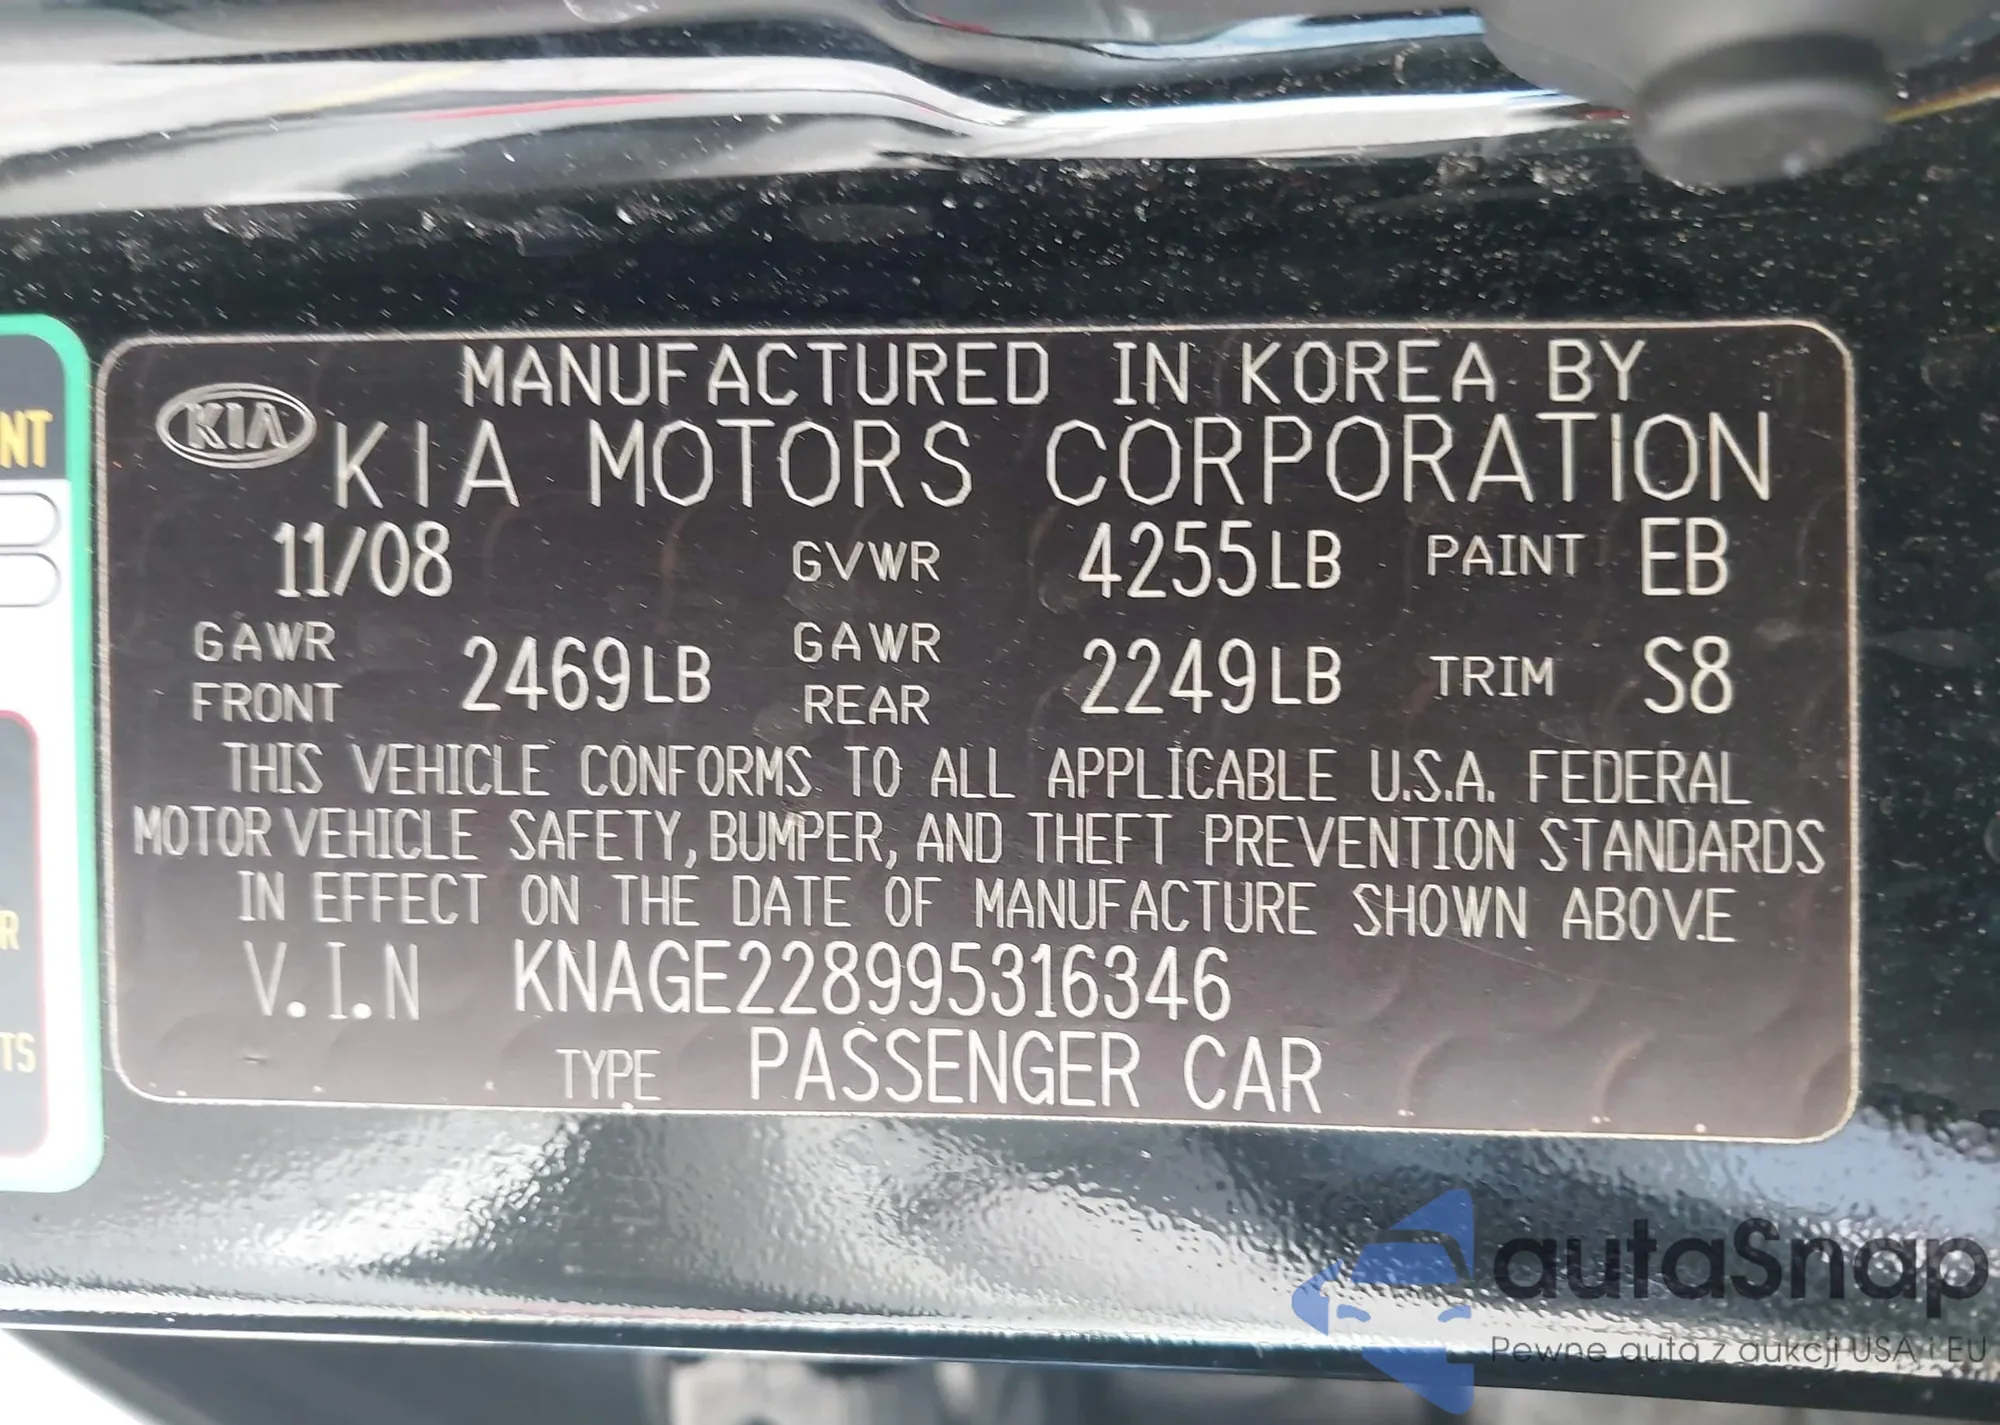 MANUFACTURED IN KOREA BY
KIA KIA MOTORS CORPORATION
11/08 GVWR 4255LB PAINT EB
GAWR FRONT 2469LB GAWR REAR 2249LB TRIM S8
THIS VEHICLE CONFORMS TO ALL APPLICABLE U.S.A. FEDERAL
MOTOR VEHICLE SAFETY, BUMPER, AND THEFT PREVENTION STANDARDS
IN EFFECT ON THE DATE OF MANUFACTURE SHOWN ABOVE
V.I.N KNAGE228995316346
TYPE PASSENGER CAR
NT
R
TS
autaSnap
Pewne auta z aukcji USA i EU